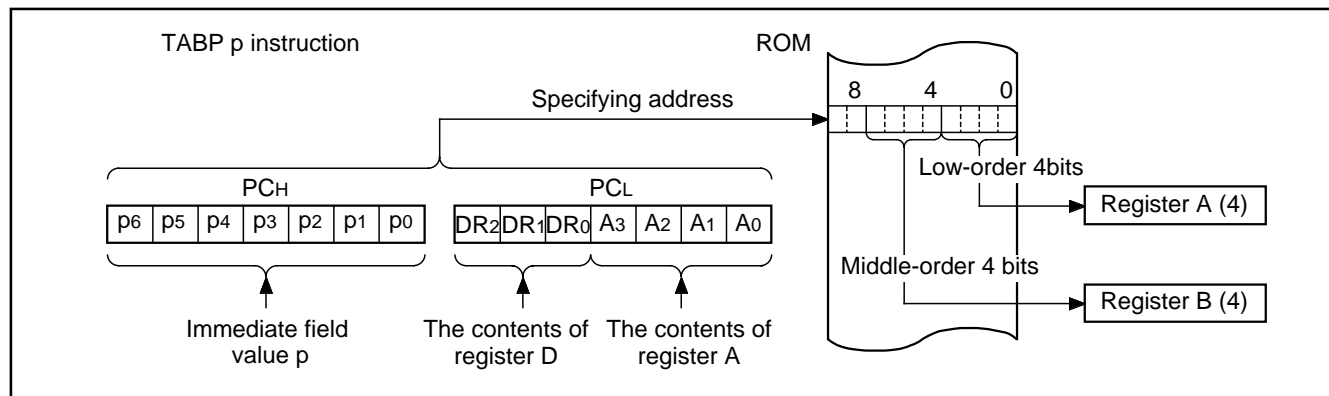 TABP p instruction
ROM
8 4 0
Specifying address
Low-order 4bits
PCH
PCL
p6 p5 p4 p3 p2 p1 p0
DR2 DR1 DR0 A3 A2 A1 A0
Register A (4)
Middle-order 4 bits
Register B (4)
Immediate field
value p
The contents of
register D
The contents of
register A